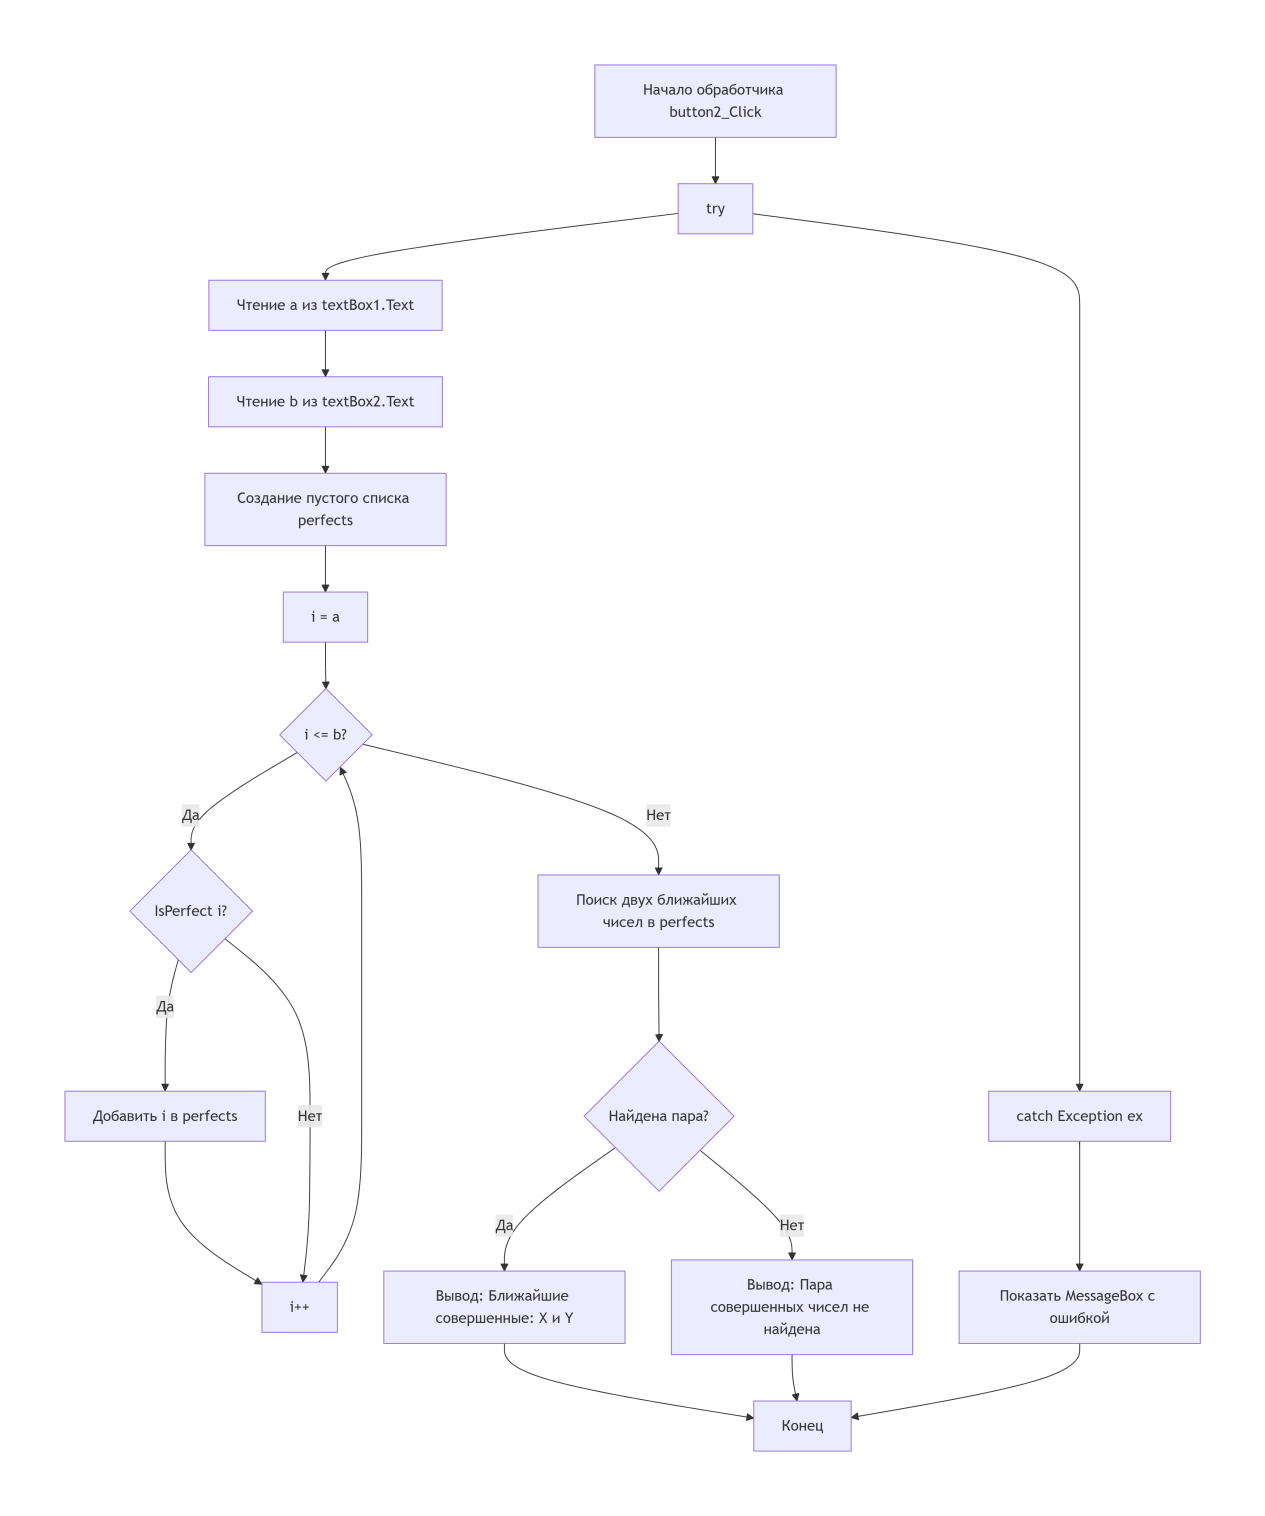 Начало обработчика
button2_Click
try
Чтение a из textBox1.Text
Чтение b из textBox2.Text
Создание пустого списка
perfects
i = a
i <= b?
Да
Нет
IsPerfect i?
Поиск двух ближайших
чисел в perfects
Да
Нет
Добавить i в perfects
Найдена пара?
catch Exception ex
Да
Нет
i++
Вывод: Ближайшие
совершенные: X и Y
Вывод: Пара
совершенных чисел не
найдена
Показать MessageBox с
ошибкой
Конец